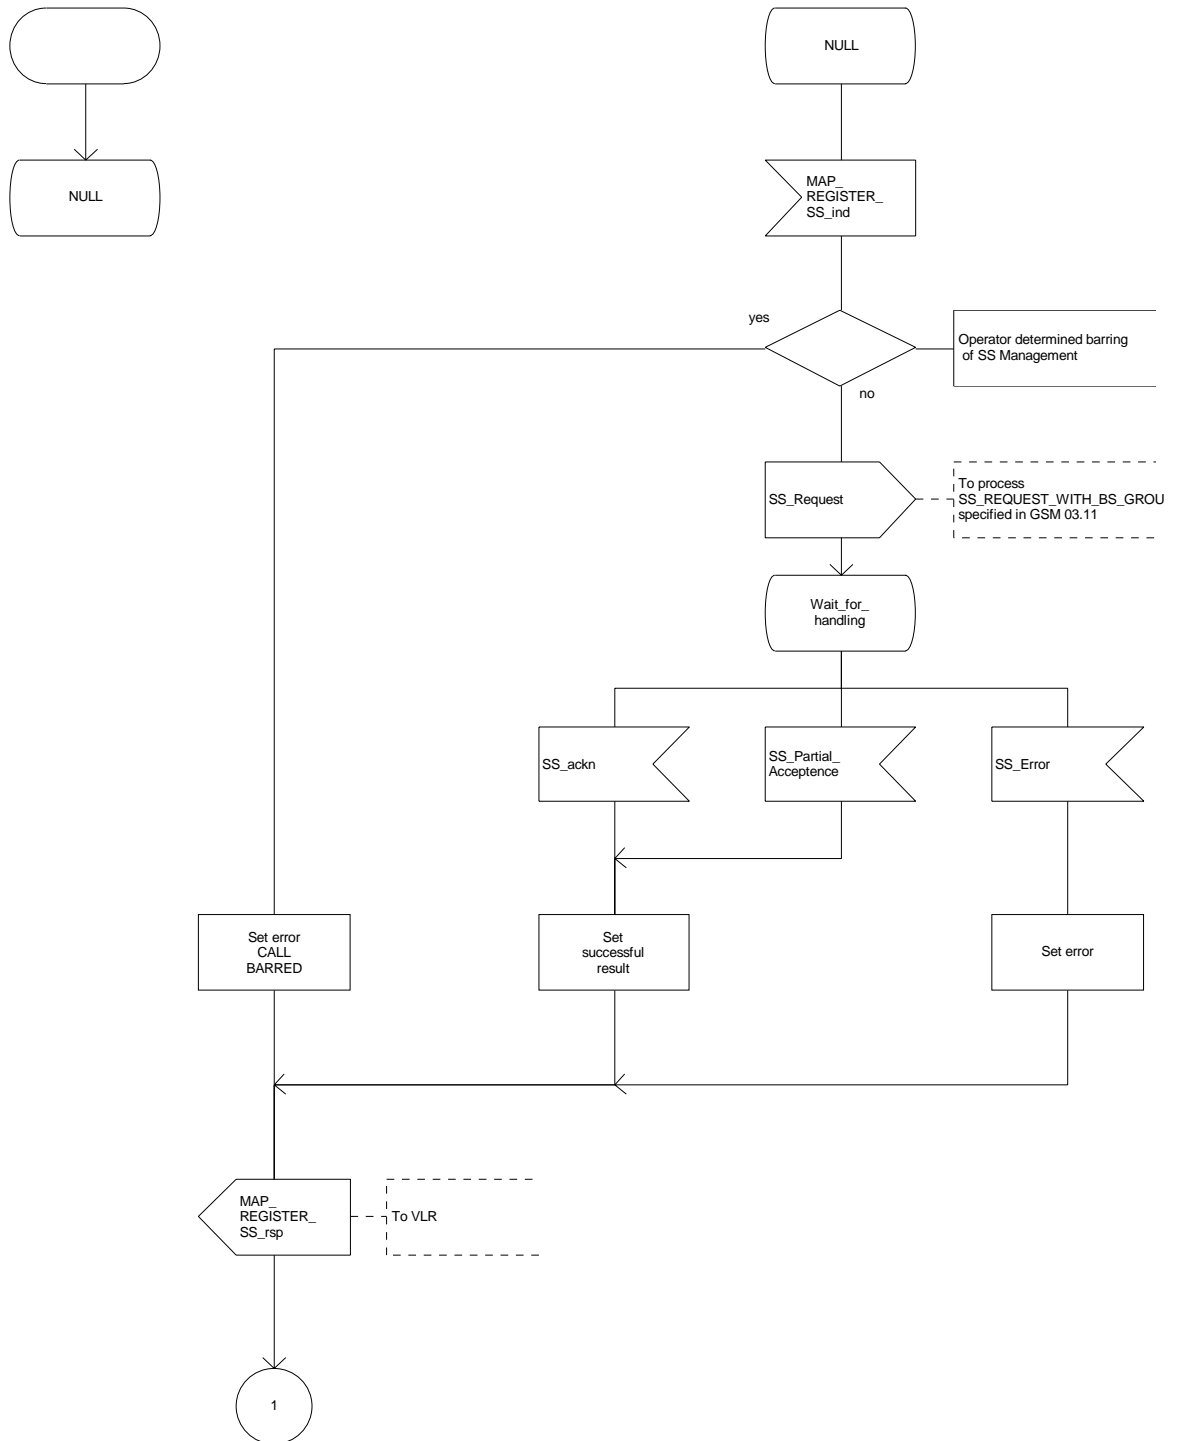 NULL
NULL
MAP_
REGISTER_
SS_ind
yes
Operator determined barring
of SS Management
no
SS_Request
To process
SS_REQUEST_WITH_BS_GROU
specified in GSM 03.11
Wait_for_
handling
SS_ackn
SS_Partial_
Acceptence
SS_Error
Set error
CALL
BARRED
Set
successful
result
Set error
MAP_
REGISTER_
SS_rsp
To VLR
1